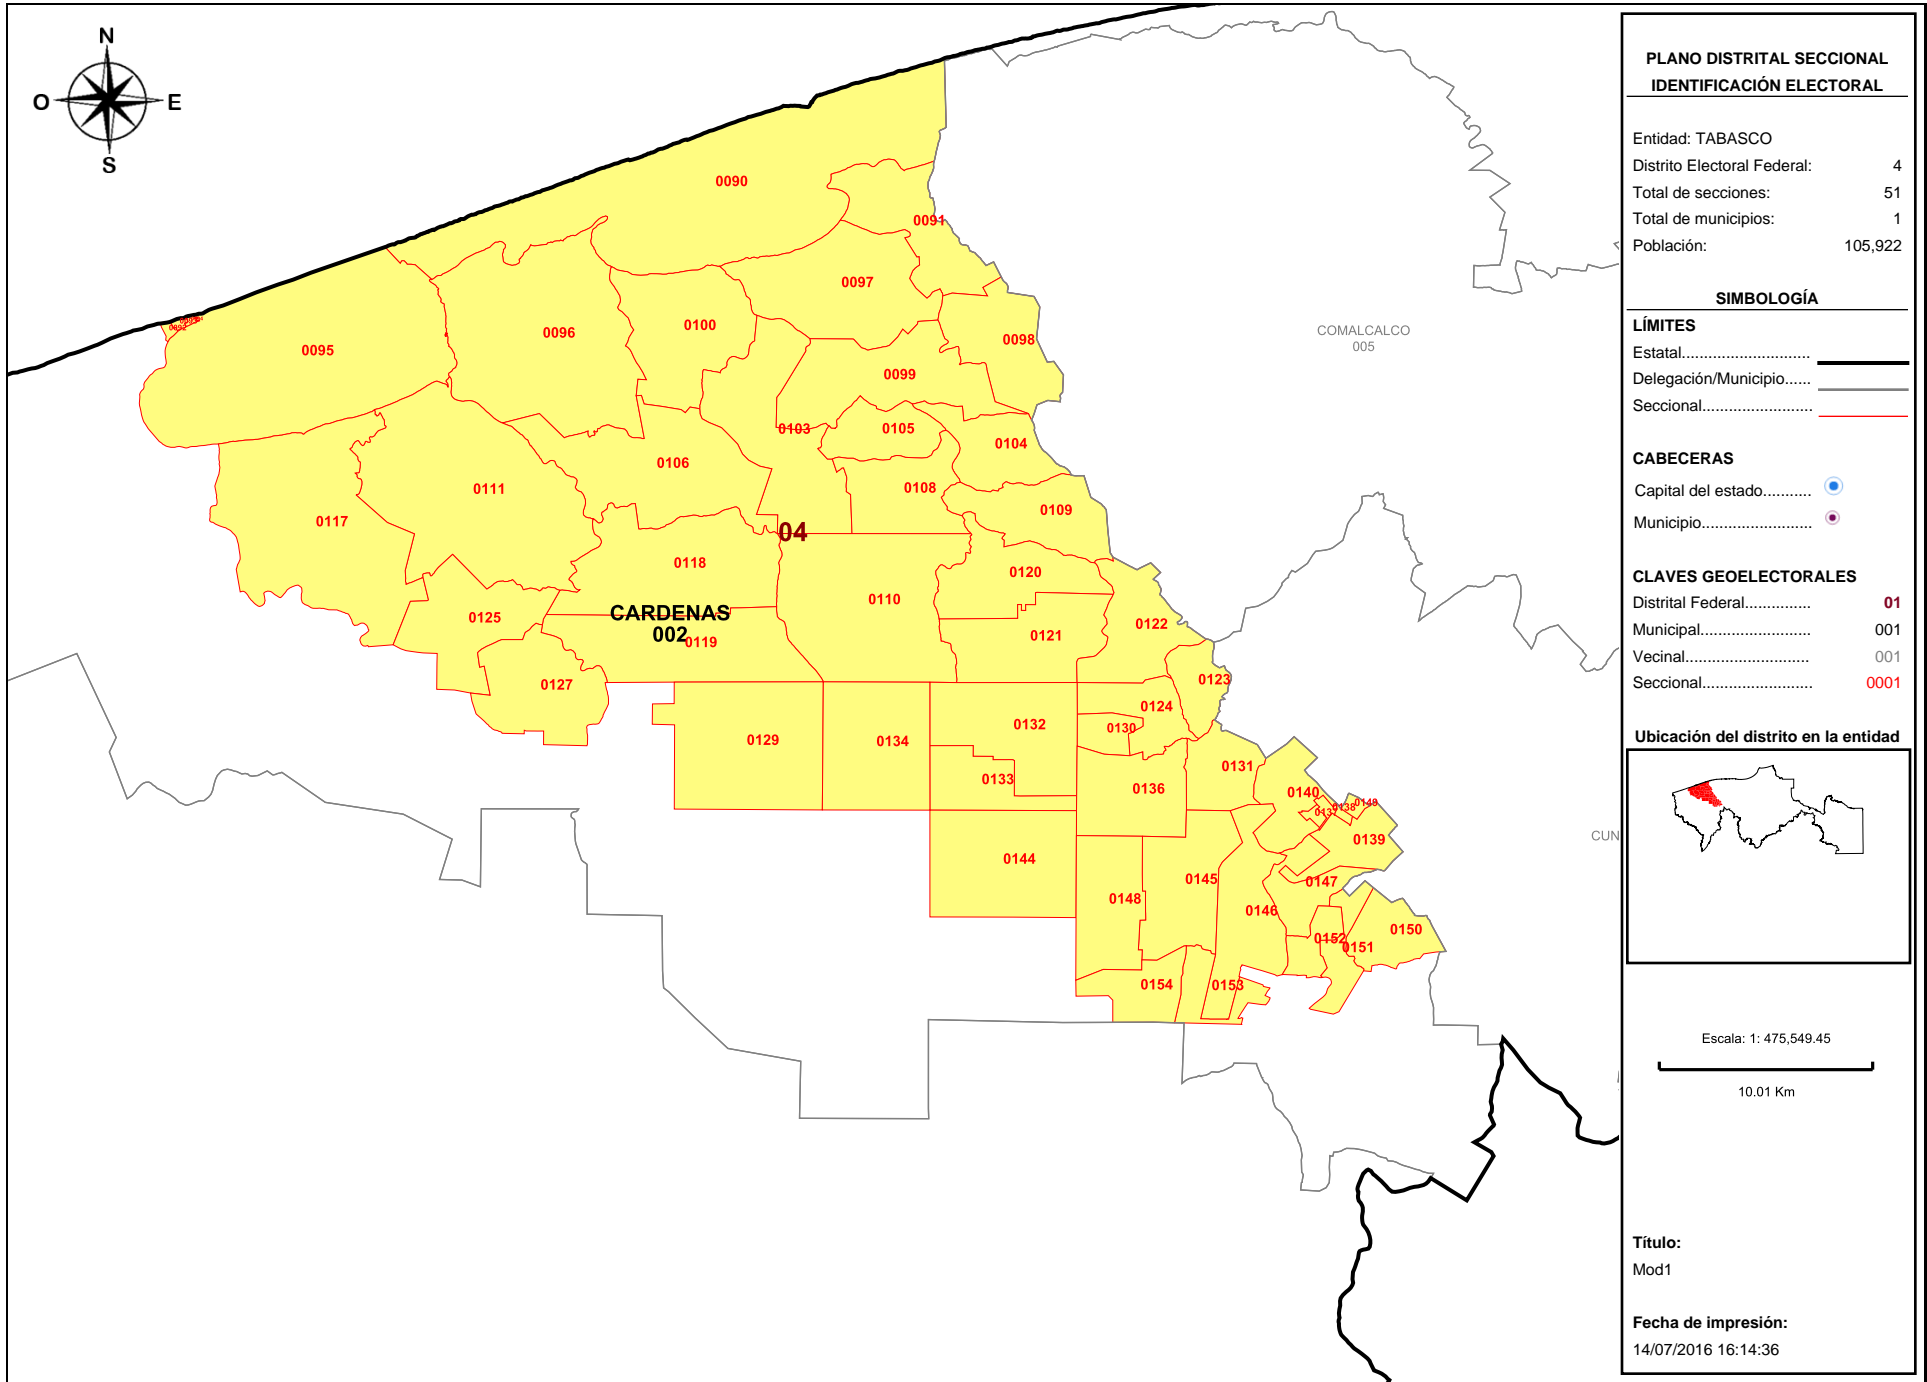 N
O
E
S
0090
0091
0092
0097
0100
0096
0098
0095
0099
0103
0105
0104
0106
0108
0111
0109
0117
04
0118
0120
0110
CARDENAS
002
0125
0122
0121
0119
0123
0127
0124
0132
0130
0129
0134
0131
0133
0136
0140
0138
0149
0137
0139
0144
0145
0147
0148
0146
0150
0152
0151
0154
0153
COMALCALCO
005
CUN
PLANO DISTRITAL SECCIONAL
IDENTIFICACIÓN ELECTORAL
Entidad: TABASCO
Distrito Electoral Federal: 4
Total de secciones: 51
Total de municipios: 1
Población: 105,922
SIMBOLOGÍA
LÍMITES
Estatal.............................
Delegación/Municipio......
Seccional.........................
CABECERAS
Capital del estado...........
Municipio.........................
CLAVES GEOELECTORALES
Distrital Federal............... 01
Municipal......................... 001
Vecinal............................ 001
Seccional......................... 0001
Ubicación del distrito en la entidad
Escala: 1: 475,549.45
10.01 Km
Título:
Mod1
Fecha de impresión:
14/07/2016 16:14:36